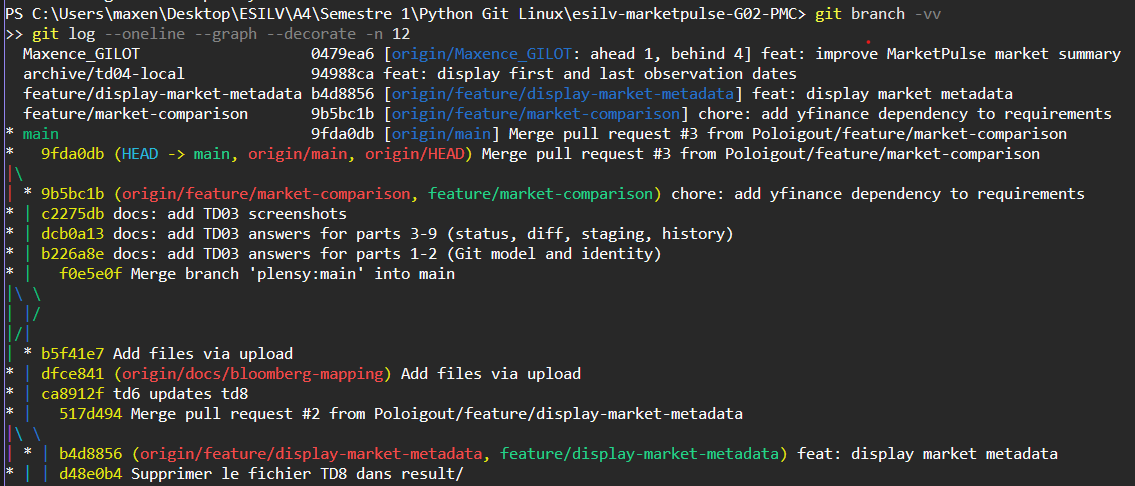 PS C:\Users\maxen\Desktop\ESILV\A4\Semestre 1\Python Git Linux\esilv-marketpulse-G02-PMC> git branch -vv
>> git log --oneline --graph --decorate -n 12
  Maxence_GILOT                   0479ea6 [origin/Maxence_GILOT: ahead 1, behind 4] feat: improve MarketPulse market summary
  archive/td04-local              94988ca feat: display first and last observation dates
  feature/display-market-metadata b4d8856 [origin/feature/display-market-metadata] feat: display market metadata
  feature/market-comparison       9b5bc1b [origin/feature/market-comparison] chore: add yfinance dependency to requirements
* main                            9fda0db [origin/main] Merge pull request #3 from Poloigout/feature/market-comparison
*   9fda0db (HEAD -> main, origin/main, origin/HEAD) Merge pull request #3 from Poloigout/feature/market-comparison
|\
| * 9b5bc1b (origin/feature/market-comparison, feature/market-comparison) chore: add yfinance dependency to requirements
* | c2275db docs: add TD03 screenshots
* | dcb0a13 docs: add TD03 answers for parts 3-9 (status, diff, staging, history)
* | b226a8e docs: add TD03 answers for parts 1-2 (Git model and identity)
* |   f0e5e0f Merge branch 'plensy:main' into main
|\ \
| |/
|/|
| * b5f41e7 Add files via upload
* | dfce841 (origin/docs/bloomberg-mapping) Add files via upload
* | ca8912f td6 updates td8
* |   517d494 Merge pull request #2 from Poloigout/feature/display-market-metadata
|\ \
| * | b4d8856 (origin/feature/display-market-metadata, feature/display-market-metadata) feat: display market metadata
* | | d48e0b4 Supprimer le fichier TD8 dans result/